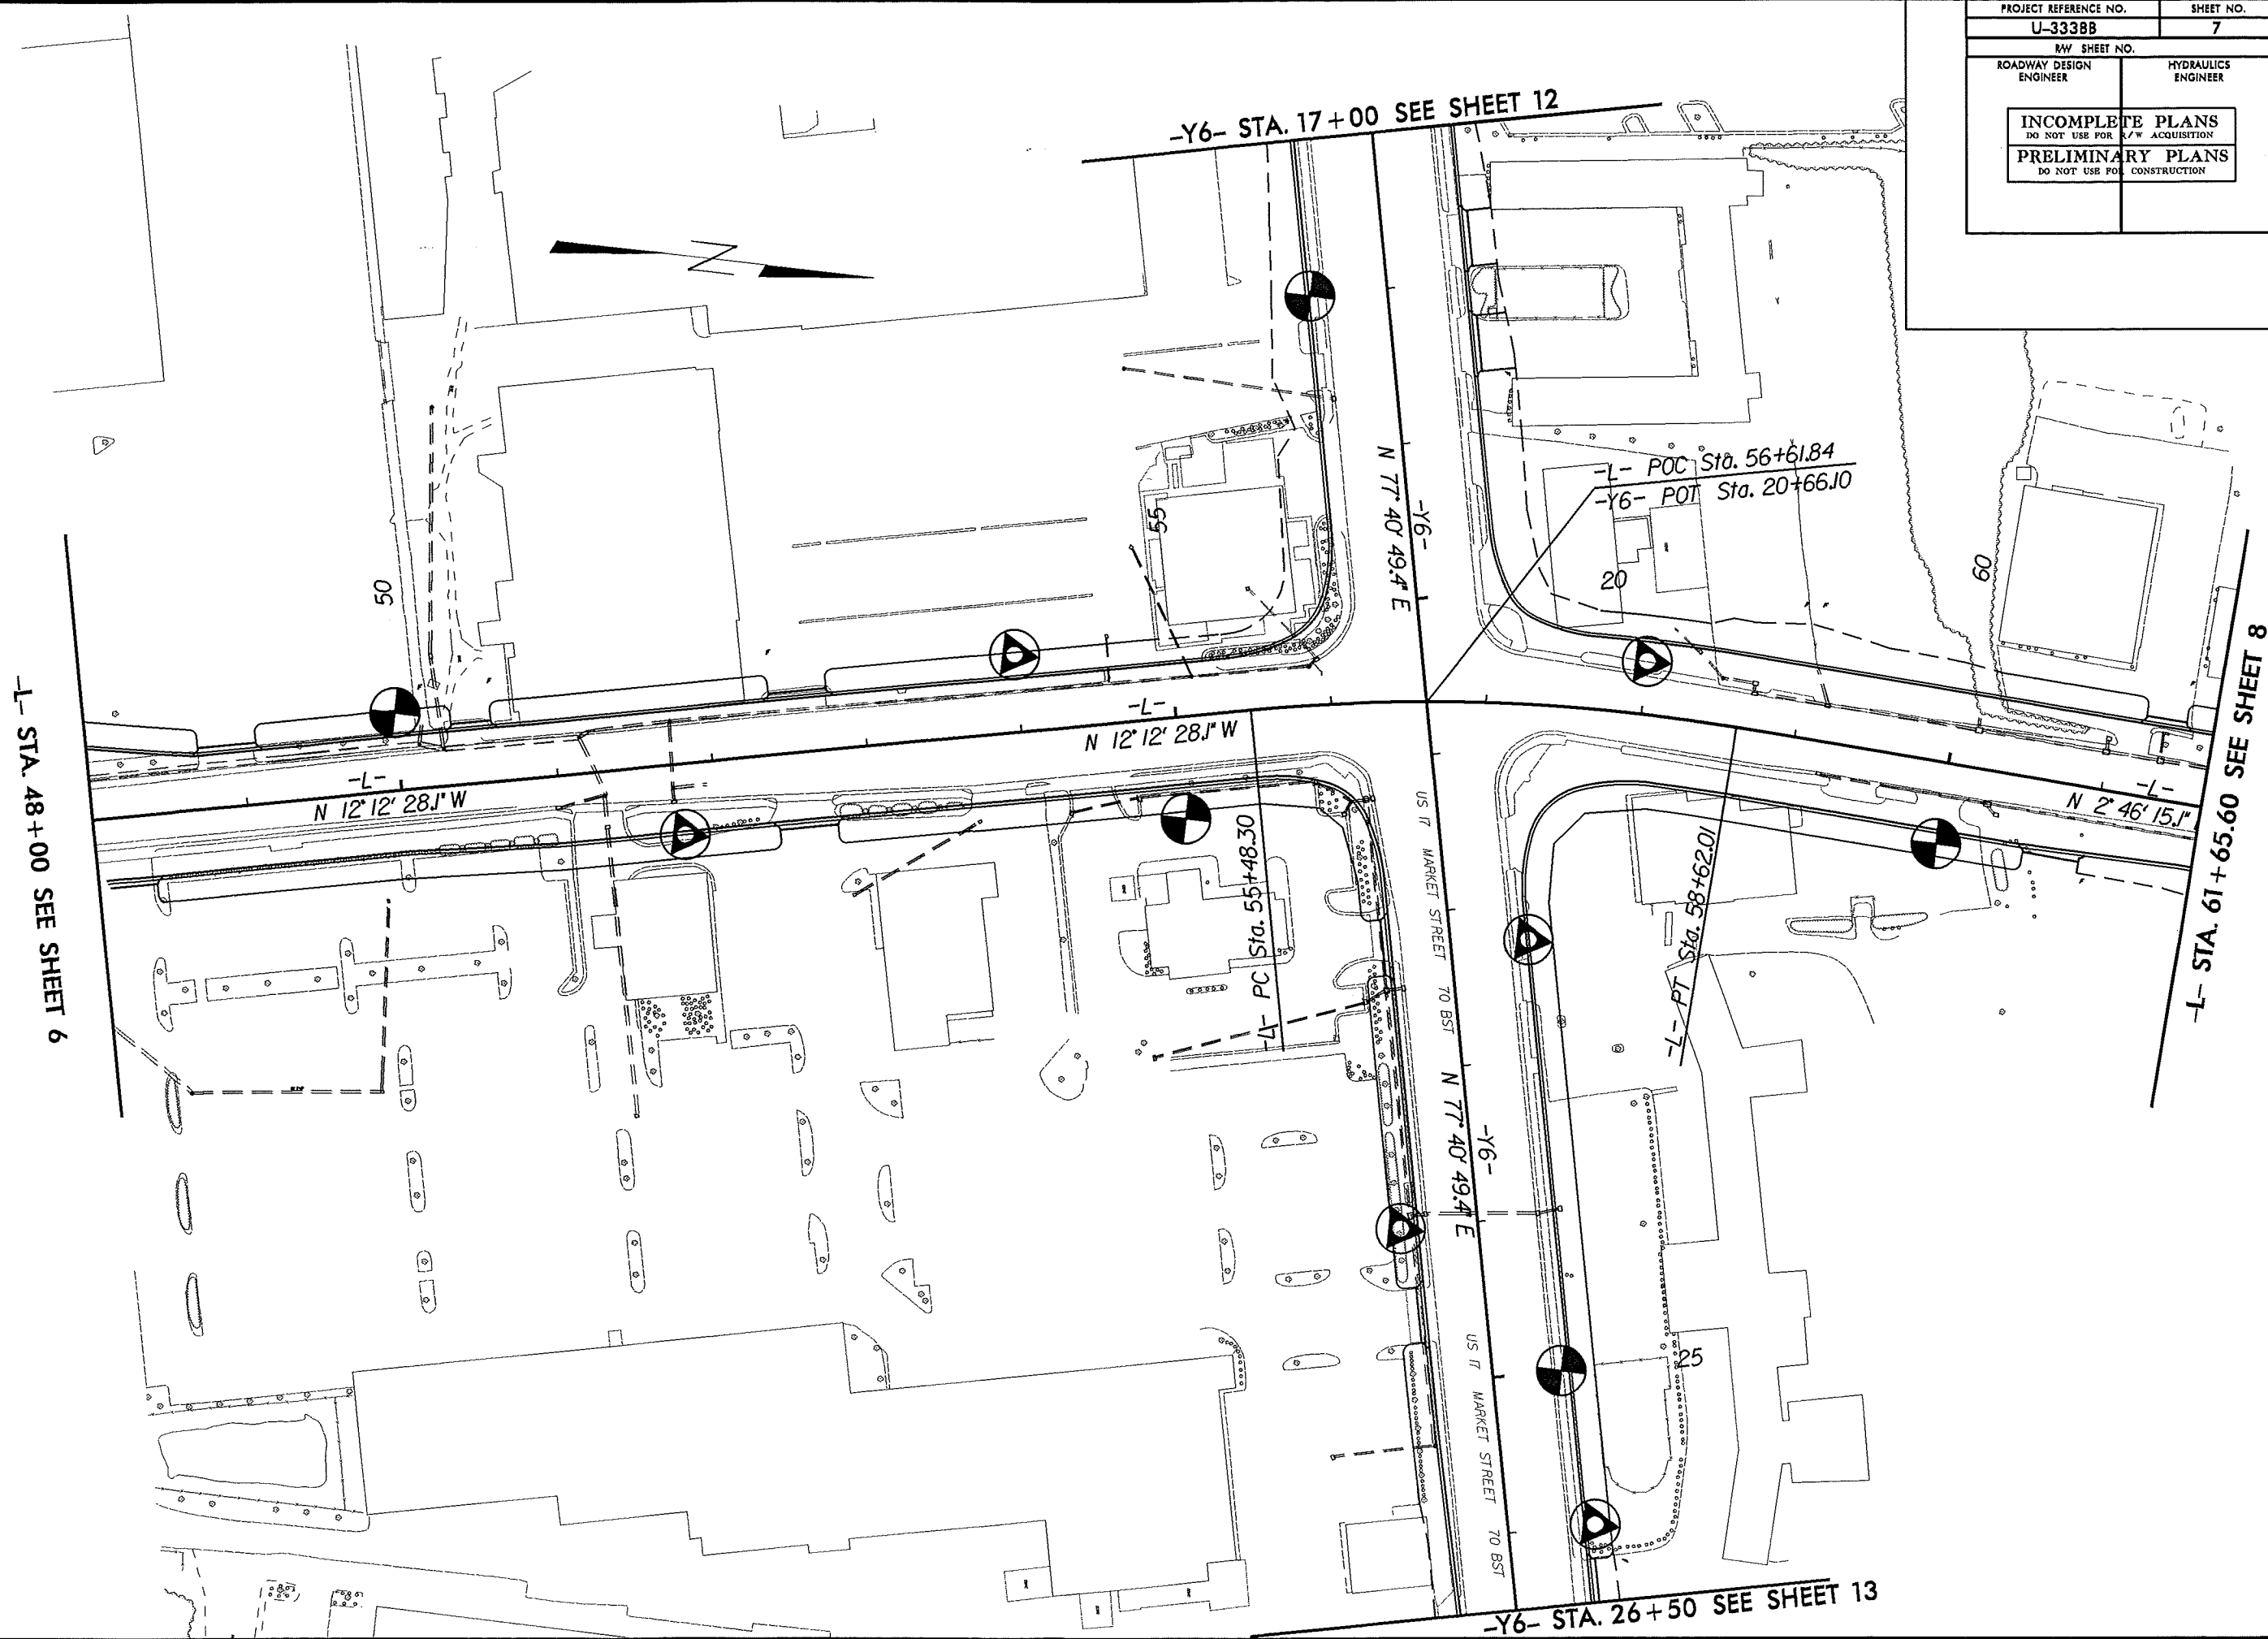 PROJECT REFERENCE NO.
SHEET NO.
U-3338B
7
R/W SHEET NO.
ROADWAY DESIGN
ENGINEER
HYDRAULICS
ENGINEER
INCOMPLETE PLANS
DO NOT USE FOR R/W ACQUISITION
PRELIMINARY PLANS
DO NOT USE FOR CONSTRUCTION
-Y6- STA. 17+00 SEE SHEET 12
N
-L- POC Sta. 56+61.84
-Y6- POT Sta. 20+66.10
N 77° 40' 49.4" E
-Y6-
55
50
20
60
-L- STA. 48+00 SEE SHEET 6
-L- STA. 61+65.60 SEE SHEET 8
-L-
N 12° 12' 28.1" W
-L-
N 12° 12' 28.1" W
-L-
N 2° 46' 15.1"
-L- PC Sta. 55+48.30
-L- PT Sta. 58+62.01
US 17 MARKET STREET 70 BST
N 77° 40' 49.4" E
-Y6-
25
US 17 MARKET STREET 70 BST
-Y6- STA. 26+50 SEE SHEET 13